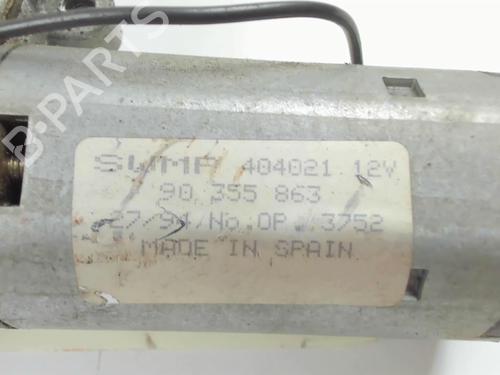 SWMP 404021 12V
90 355 863
27/94/No.OP. 3752
MADE IN SPAIN
B-PARTS